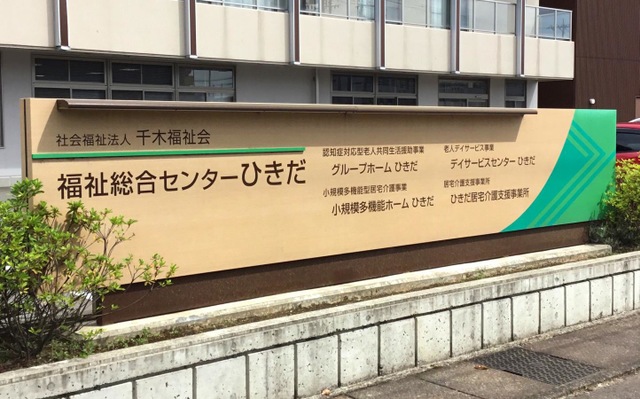 社会福祉法人 千木福祉会
福祉総合センターひきだ
認知症対応型老人共同生活援助事業
グループホーム ひきだ
小規模多機能型居宅介護事業
小規模多機能ホーム ひきだ
老人デイサービス事業
デイサービスセンター ひきだ
居宅介護支援事業所
ひきだ居宅介護支援事業所